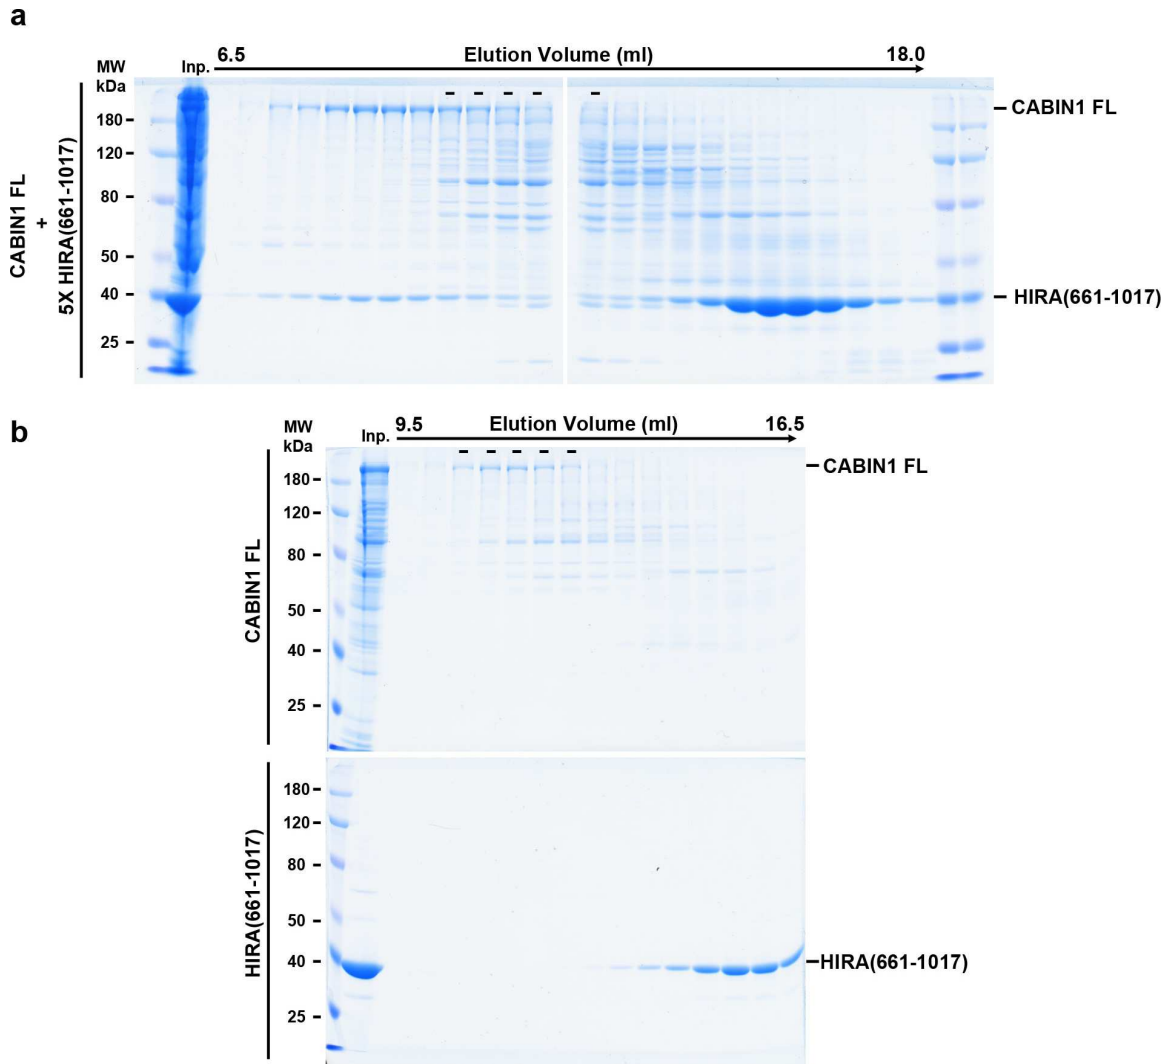 a
6.5 Elution Volume (ml) 18.0
MW
kDa
Inp.
CABIN1 FL
+
5X HIRA(661-1017)
180
120
80
50
40
25
CABIN1 FL
HIRA(661-1017)
b
9.5 Elution Volume (ml) 16.5
MW
kDa
Inp.
CABIN1 FL
180
120
80
50
40
25
CABIN1 FL
HIRA(661-1017)
180
120
80
50
40
25
HIRA(661-1017)